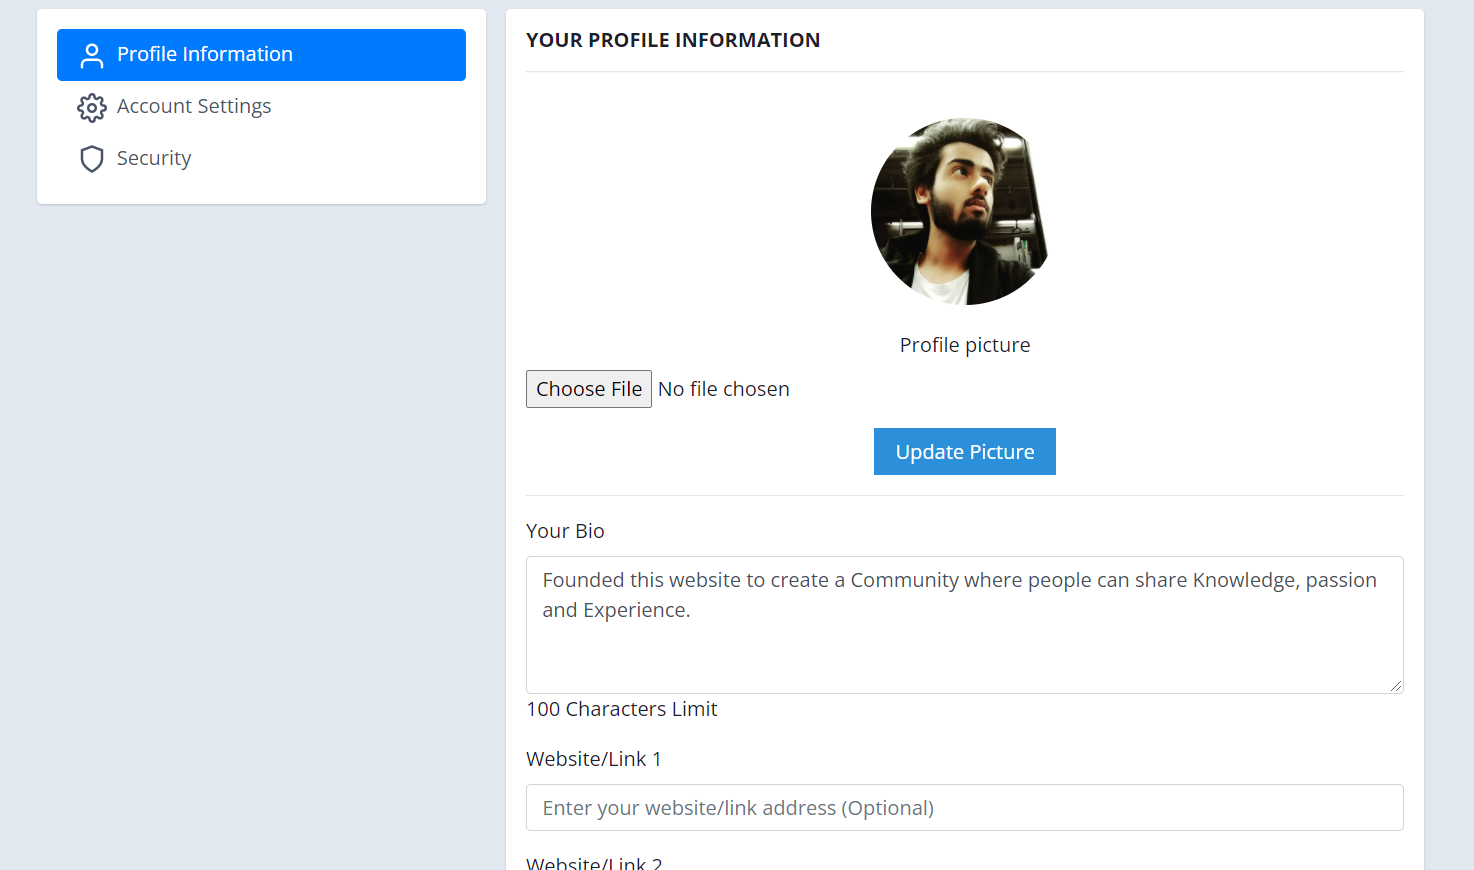 Profile Information
Account Settings
Security
YOUR PROFILE INFORMATION
Profile picture
Choose File No file chosen
Update Picture
Your Bio
Founded this website to create a Community where people can share Knowledge, passion
and Experience.
100 Characters Limit
Website/Link 1
Enter your website/link address (Optional)
Website/Link 2